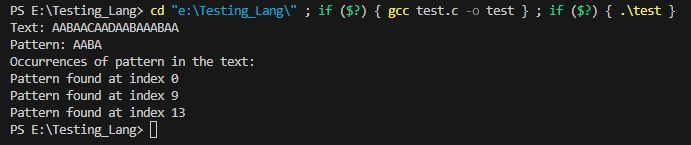 PS E:\Testing_Lang> cd "e:\Testing_Lang\" ; if ($?) { gcc test.c -o test } ; if ($?) { .\test }
Text: AABAACAADAABAAABAA
Pattern: AABA
Occurrences of pattern in the text:
Pattern found at index 0
Pattern found at index 9
Pattern found at index 13
PS E:\Testing_Lang>